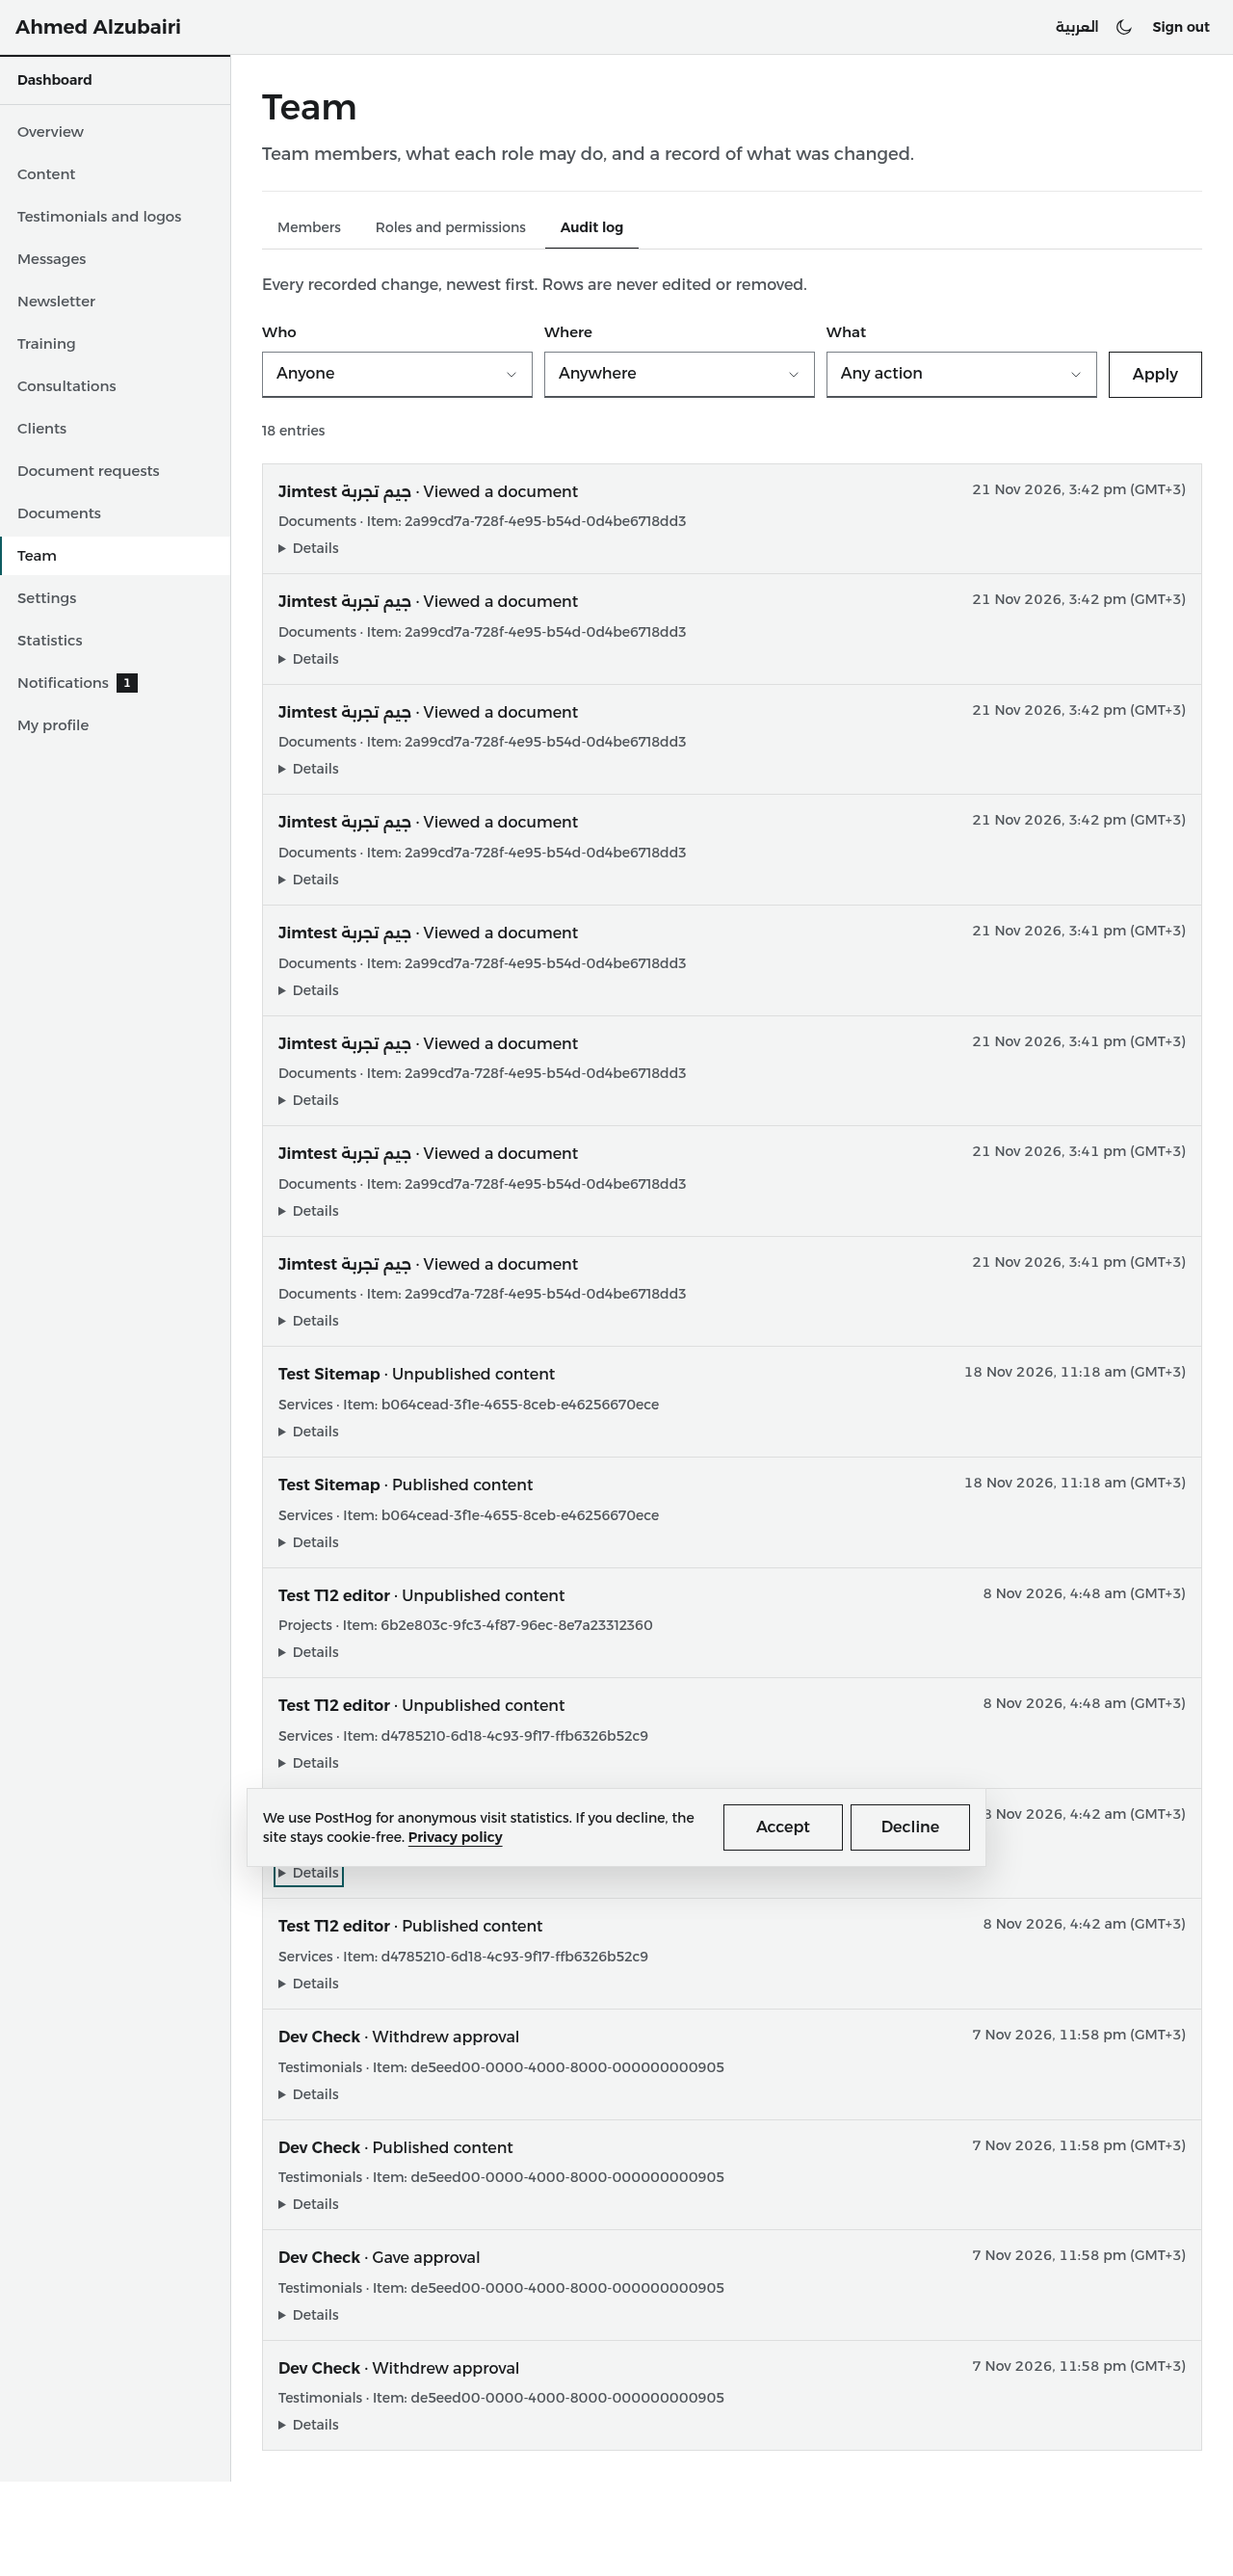 Ahmed Alzubairi
العربية
Sign out
Dashboard
Overview
Content
Testimonials and logos
Messages
Newsletter
Training
Consultations
Clients
Document requests
Documents
Team
Settings
Statistics
Notifications 1
My profile
Team
Team members, what each role may do, and a record of what was changed.
Members Roles and permissions Audit log
Every recorded change, newest first. Rows are never edited or removed.
Who Where What
Anyone Anywhere Any action Apply
18 entries
Jimtest جيم تجربة · Viewed a document 21 Nov 2026, 3:42 pm (GMT+3)
Documents · Item: 2a99cd7a-728f-4e95-b54d-0d4be6718dd3
Details
Jimtest جيم تجربة · Viewed a document 21 Nov 2026, 3:42 pm (GMT+3)
Documents · Item: 2a99cd7a-728f-4e95-b54d-0d4be6718dd3
Details
Jimtest جيم تجربة · Viewed a document 21 Nov 2026, 3:42 pm (GMT+3)
Documents · Item: 2a99cd7a-728f-4e95-b54d-0d4be6718dd3
Details
Jimtest جيم تجربة · Viewed a document 21 Nov 2026, 3:42 pm (GMT+3)
Documents · Item: 2a99cd7a-728f-4e95-b54d-0d4be6718dd3
Details
Jimtest جيم تجربة · Viewed a document 21 Nov 2026, 3:41 pm (GMT+3)
Documents · Item: 2a99cd7a-728f-4e95-b54d-0d4be6718dd3
Details
Jimtest جيم تجربة · Viewed a document 21 Nov 2026, 3:41 pm (GMT+3)
Documents · Item: 2a99cd7a-728f-4e95-b54d-0d4be6718dd3
Details
Jimtest جيم تجربة · Viewed a document 21 Nov 2026, 3:41 pm (GMT+3)
Documents · Item: 2a99cd7a-728f-4e95-b54d-0d4be6718dd3
Details
Jimtest جيم تجربة · Viewed a document 21 Nov 2026, 3:41 pm (GMT+3)
Documents · Item: 2a99cd7a-728f-4e95-b54d-0d4be6718dd3
Details
Test Sitemap · Unpublished content 18 Nov 2026, 11:18 am (GMT+3)
Services · Item: b064cead-3f1e-4655-8ceb-e46256670ece
Details
Test Sitemap · Published content 18 Nov 2026, 11:18 am (GMT+3)
Services · Item: b064cead-3f1e-4655-8ceb-e46256670ece
Details
Test T12 editor · Unpublished content 8 Nov 2026, 4:48 am (GMT+3)
Projects · Item: 6b2e803c-9fc3-4f87-96ec-8e7a23312360
Details
Test T12 editor · Unpublished content 8 Nov 2026, 4:48 am (GMT+3)
Services · Item: d4785210-6d18-4c93-9f17-ffb6326b52c9
Details
8 Nov 2026, 4:42 am (GMT+3)
We use PostHog for anonymous visit statistics. If you decline, the
site stays cookie-free. Privacy policy
Accept Decline
Details
Test T12 editor · Published content 8 Nov 2026, 4:42 am (GMT+3)
Services · Item: d4785210-6d18-4c93-9f17-ffb6326b52c9
Details
Dev Check · Withdrew approval 7 Nov 2026, 11:58 pm (GMT+3)
Testimonials · Item: de5eed00-0000-4000-8000-000000000905
Details
Dev Check · Published content 7 Nov 2026, 11:58 pm (GMT+3)
Testimonials · Item: de5eed00-0000-4000-8000-000000000905
Details
Dev Check · Gave approval 7 Nov 2026, 11:58 pm (GMT+3)
Testimonials · Item: de5eed00-0000-4000-8000-000000000905
Details
Dev Check · Withdrew approval 7 Nov 2026, 11:58 pm (GMT+3)
Testimonials · Item: de5eed00-0000-4000-8000-000000000905
Details